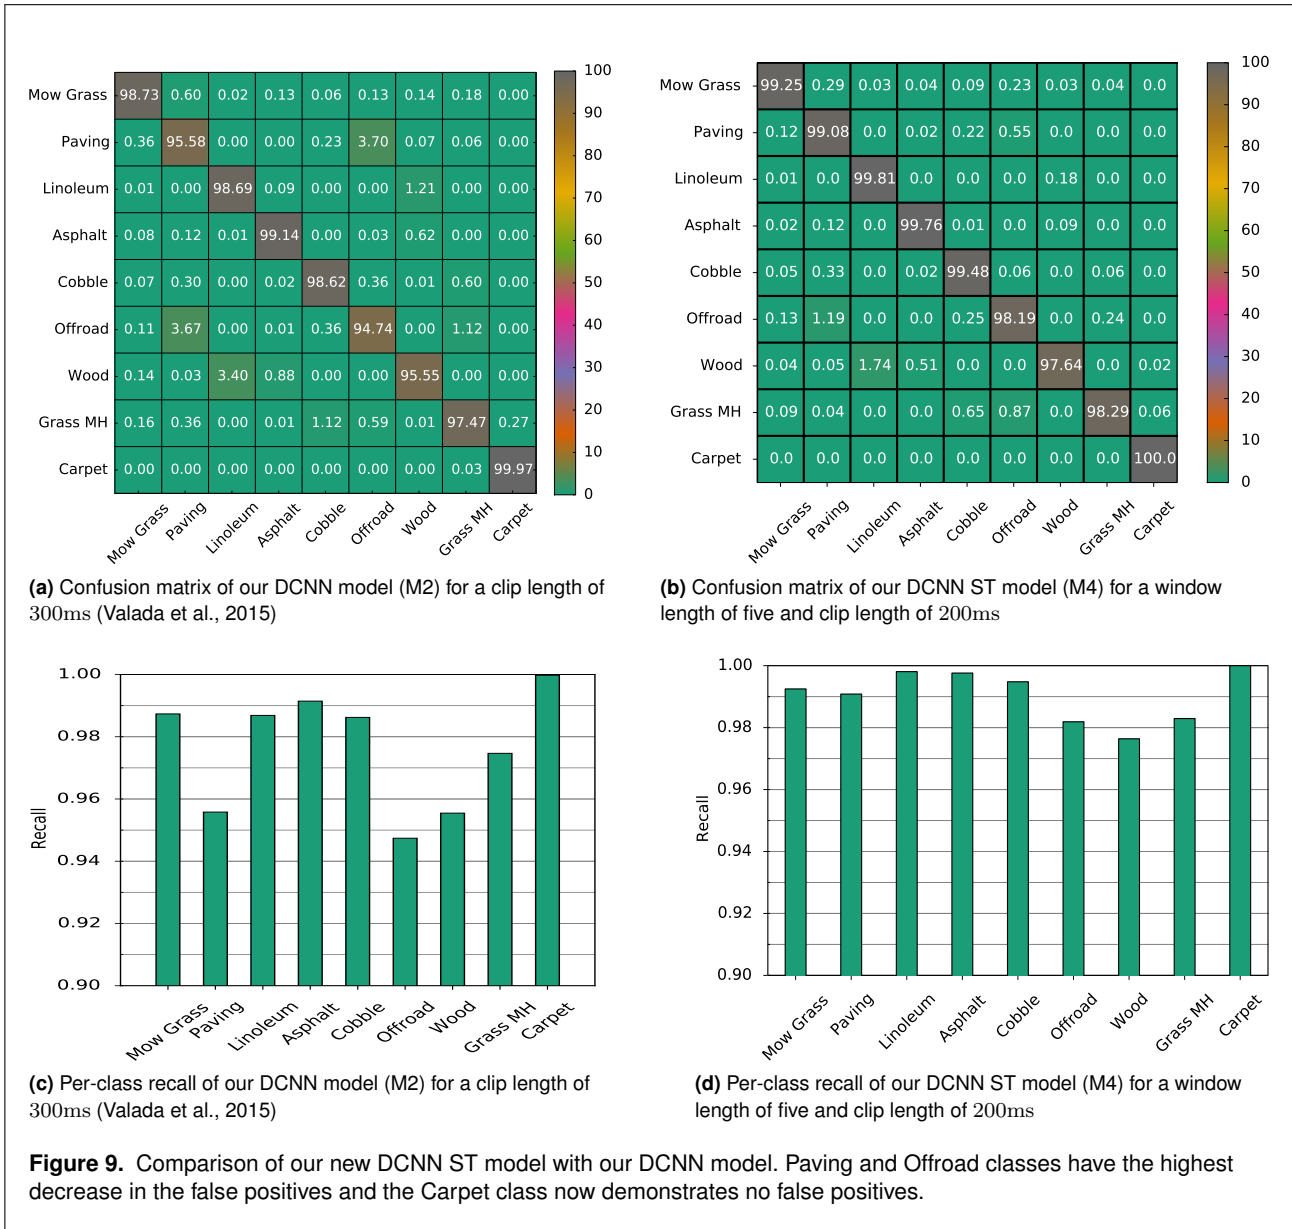 Mow Grass 98.73 0.60 0.02 0.13 0.06 0.13 0.14 0.18 0.00
Paving 0.36 95.58 0.00 0.00 0.23 3.70 0.07 0.06 0.00
Linoleum 0.01 0.00 98.69 0.09 0.00 0.00 1.21 0.00 0.00
Asphalt 0.08 0.12 0.01 99.14 0.00 0.03 0.62 0.00 0.00
Cobble 0.07 0.30 0.00 0.02 98.62 0.36 0.01 0.60 0.00
Offroad 0.11 3.67 0.00 0.01 0.36 94.74 0.00 1.12 0.00
Wood 0.14 0.03 3.40 0.88 0.00 0.00 95.55 0.00 0.00
Grass MH 0.16 0.36 0.00 0.01 1.12 0.59 0.01 97.47 0.27
Carpet 0.00 0.00 0.00 0.00 0.00 0.00 0.00 0.03 99.97
Mow Grass Paving Linoleum Asphalt Cobble Offroad Wood Grass MH Carpet
100
90
80
70
60
50
40
30
20
10
0
(a) Confusion matrix of our DCNN model (M2) for a clip length of
300ms (Valada et al., 2015)
Mow Grass 99.25 0.29 0.03 0.04 0.09 0.23 0.03 0.04 0.0
Paving 0.12 99.08 0.0 0.02 0.22 0.55 0.0 0.0 0.0
Linoleum 0.01 0.0 99.81 0.0 0.0 0.0 0.18 0.0 0.0
Asphalt 0.02 0.12 0.0 99.76 0.01 0.0 0.09 0.0 0.0
Cobble 0.05 0.33 0.0 0.02 99.48 0.06 0.0 0.06 0.0
Offroad 0.13 1.19 0.0 0.0 0.25 98.19 0.0 0.24 0.0
Wood 0.04 0.05 1.74 0.51 0.0 0.0 97.64 0.0 0.02
Grass MH 0.09 0.04 0.0 0.0 0.65 0.87 0.0 98.29 0.06
Carpet 0.0 0.0 0.0 0.0 0.0 0.0 0.0 0.0 100.0
Mow Grass Paving Linoleum Asphalt Cobble Offroad Wood Grass MH Carpet
100
90
80
70
60
50
40
30
20
10
0
(b) Confusion matrix of our DCNN ST model (M4) for a window
length of five and clip length of 200ms
Recall
1.00
0.98
0.96
0.94
0.92
0.90
Mow Grass Paving Linoleum Asphalt Cobble Offroad Wood Grass MH Carpet
(c) Per-class recall of our DCNN model (M2) for a clip length of
300ms (Valada et al., 2015)
Recall
1.00
0.98
0.96
0.94
0.92
0.90
Mow Grass Paving Linoleum Asphalt Cobble Offroad Wood Grass MH Carpet
(d) Per-class recall of our DCNN ST model (M4) for a window
length of five and clip length of 200ms
Figure 9. Comparison of our new DCNN ST model with our DCNN model. Paving and Offroad classes have the highest
decrease in the false positives and the Carpet class now demonstrates no false positives.